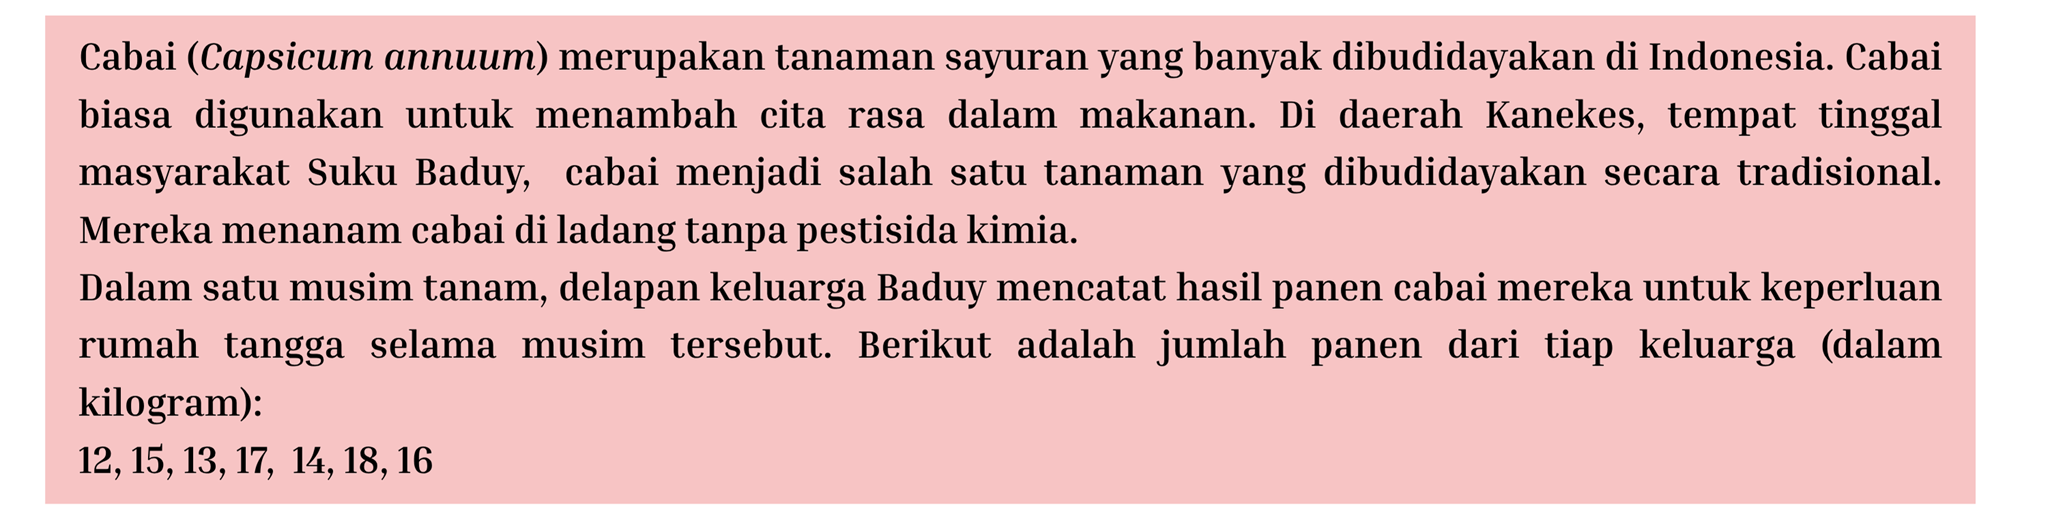 Cabai (Capsicum annuum) merupakan tanaman sayuran yang banyak dibudidayakan di Indonesia. Cabai
biasa digunakan untuk menambah cita rasa dalam makanan. Di daerah Kanekes, tempat tinggal
masyarakat Suku Baduy,  cabai menjadi salah satu tanaman yang dibudidayakan secara tradisional.
Mereka menanam cabai di ladang tanpa pestisida kimia.
Dalam satu musim tanam, delapan keluarga Baduy mencatat hasil panen cabai mereka untuk keperluan
rumah tangga selama musim tersebut. Berikut adalah jumlah panen dari tiap keluarga (dalam
kilogram):
12, 15, 13, 17,  14, 18, 16